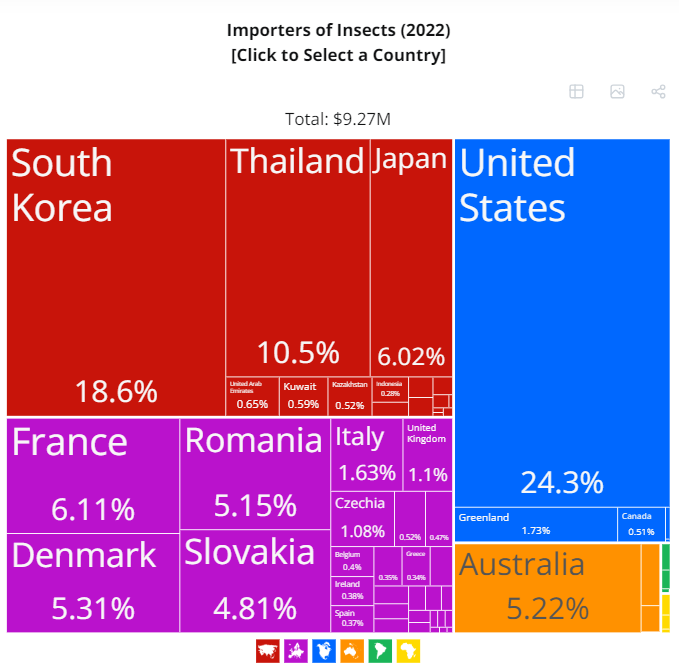 Importers of Insects (2022)
[Click to Select a Country]
Total: $9.27M
South
Korea
18.6%
Thailand
10.5%
Japan
6.02%
United Arab
Emirates
0.65%
Kuwait
0.59%
Kazakhstan
0.52%
Indonesia
0.28%
United
States
24.3%
Greenland
1.73%
Canada
0.51%
France
6.11%
Romania
5.15%
Italy
1.63%
United
Kingdom
1.1%
Czechia
1.08%
0.52%
0.47%
Denmark
5.31%
Slovakia
4.81%
Belgium
0.4%
0.35%
Greece
0.34%
Ireland
0.38%
Spain
0.37%
Australia
5.22%